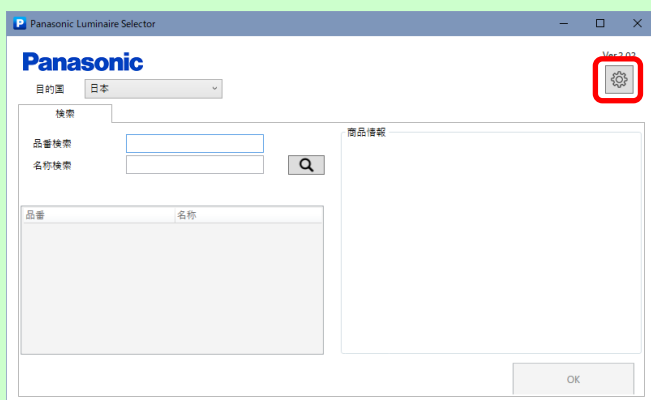 Panasonic Luminaire Selector
Panasonic
Ver.2.02
目的国 日本
検索
品番検索
名称検索
商品情報
品番 名称
OK